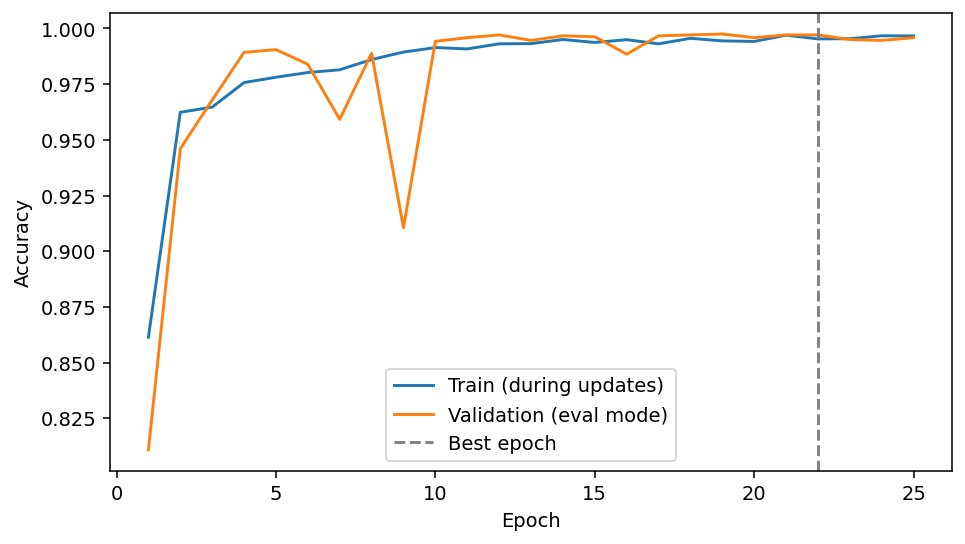 1.000
0.975
0.950
0.925
0.900
0.875
0.850
0.825
Accuracy
Train (during updates)
Validation (eval mode)
Best epoch
0 5 10 15 20 25
Epoch